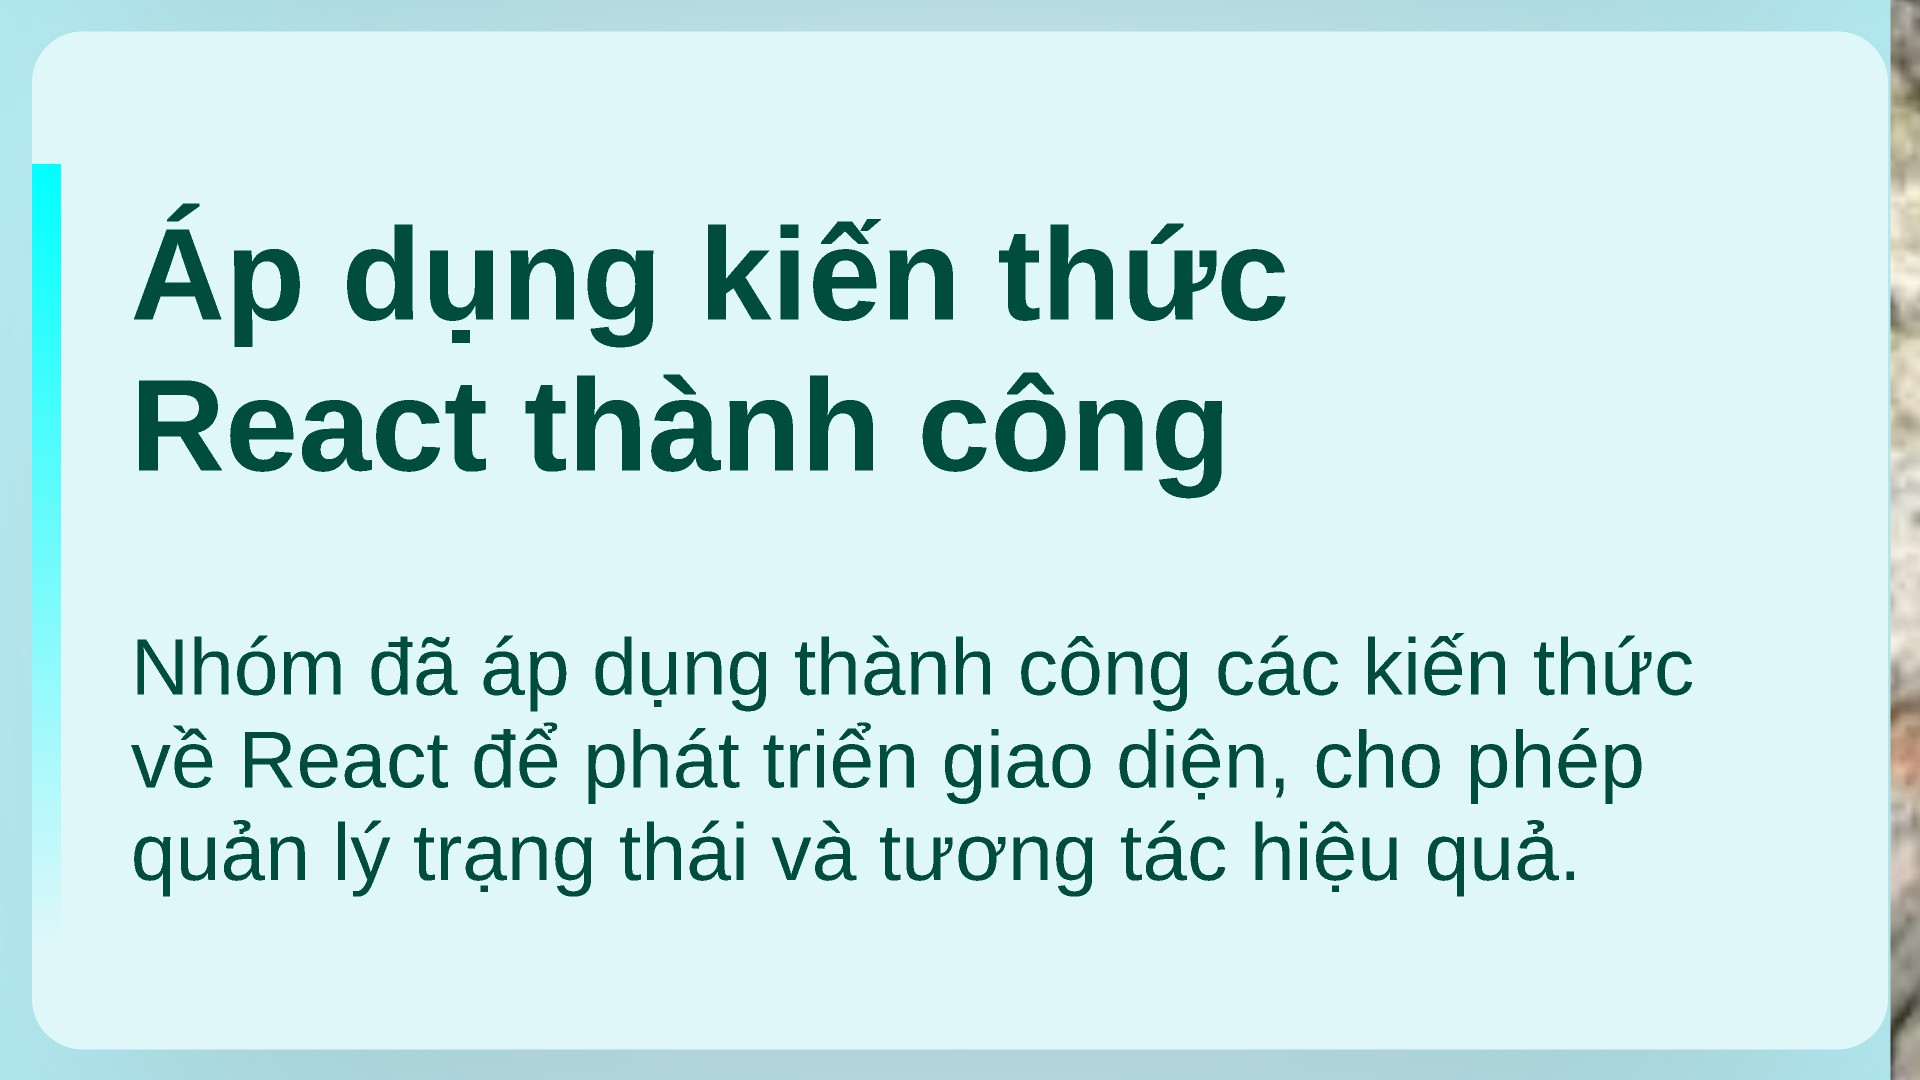 Áp dụng kiến thức
React thành công
Nhóm đã áp dụng thành công các kiến thức
về React để phát triển giao diện, cho phép
quản lý trạng thái và tương tác hiệu quả.